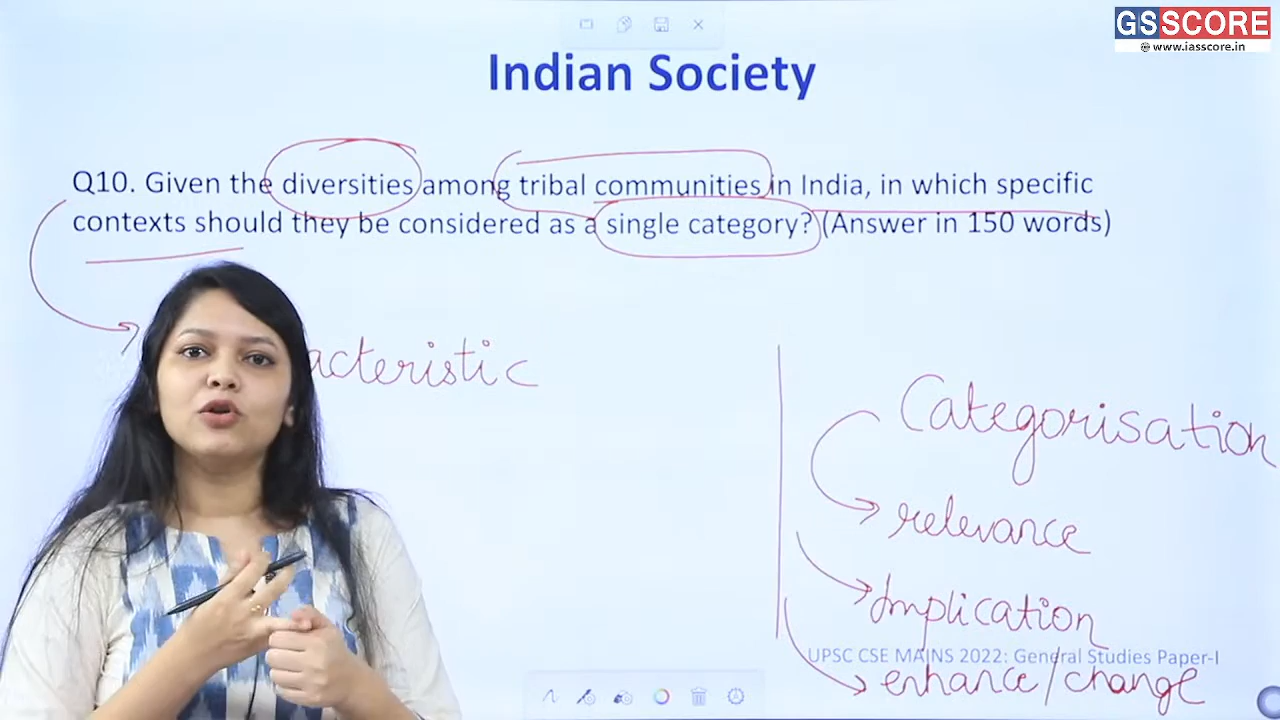 GSSCORE
www.iasscore.in
Indian Society
Q10. Given the diversities among tribal communities in India, in which specific
contexts should they be considered as a single category? (Answer in 150 words)
acteristic
Categorisation
relevance
Implication
UPSC CSE MAINS 2022: General Studies Paper-I
enhance/change